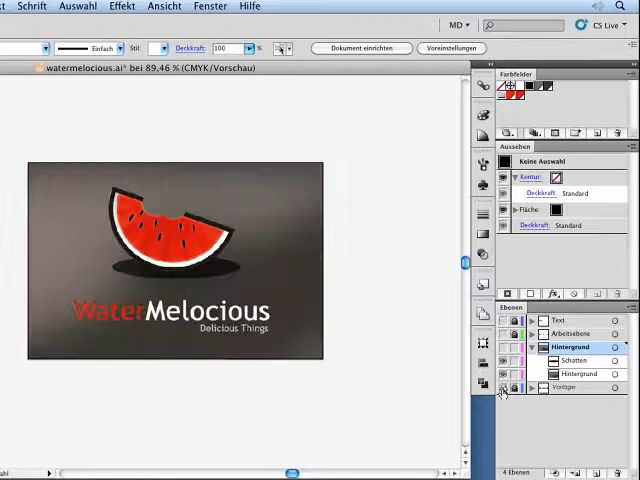 Schrift Auswahl Effekt Ansicht Fenster Hilfe
MD CS Live
Einfach Stil: Deckkraft: 100 % Dokument einrichten Voreinstellungen
watermelocious.ai* bei 89,46 % (CMYK/Vorschau)
Farbfelder
Aussehen
Keine Auswahl
Kontur:
Deckkraft: Standard
Fläche:
Deckkraft: Standard
WaterMelocious
Delicious Things
Ebenen
Text
Arbeitsebene
Hintergrund
Schatten
Hintergrund
Vorlage
4 Ebenen